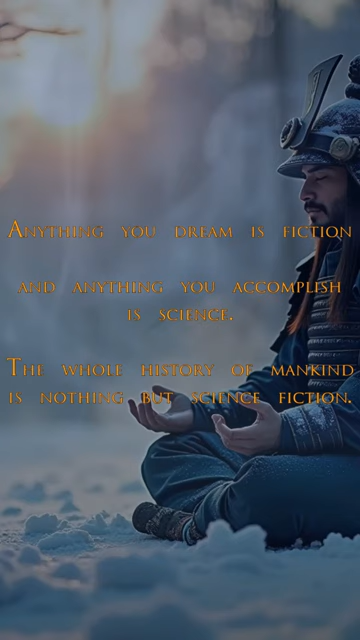 Anything you dream is fiction
and anything you accomplish
is science.
The whole history of mankind
is nothing but science fiction.